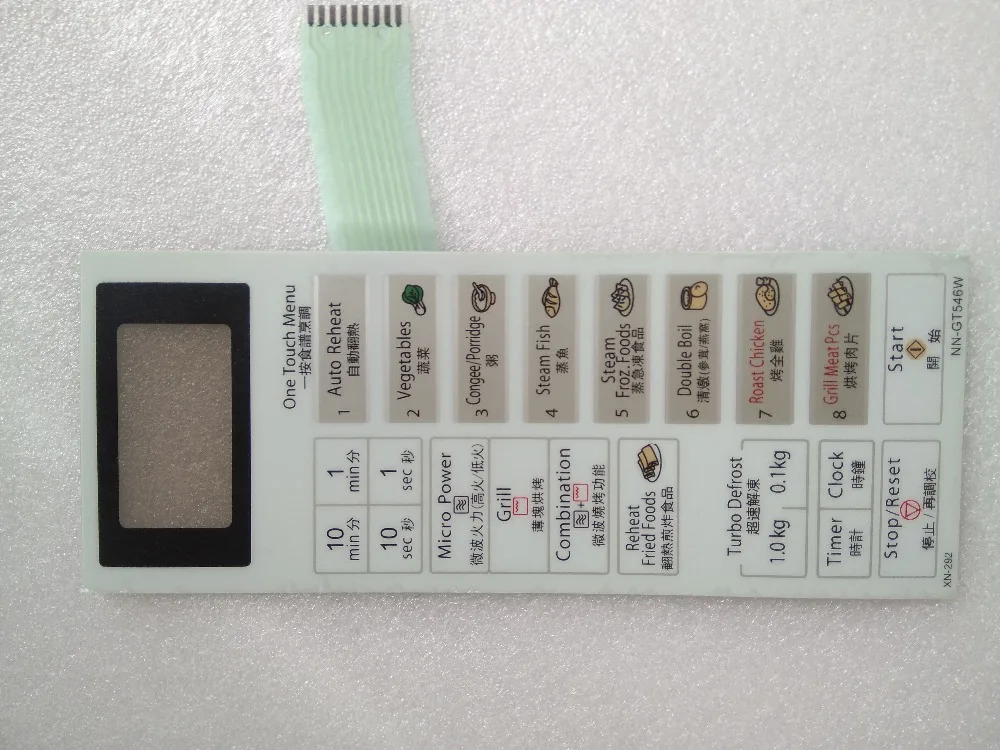 10
min 分
1
min 分
10
sec 秒
1
sec 秒
Micro Power
微波火力(高火/低火)
Grill
薄塊烘烤
Combination
+
微波燒烤功能
Reheat
Fried Foods
翻熱煎炸食品
Turbo Defrost
超速解凍
1.0 kg
0.1kg
Timer
時計
Clock
時鐘
Stop/Reset
停止/再調校
XN-292
One Touch Menu
一按食譜烹調
1 Auto Reheat
自動翻熱
2 Vegetables
蔬菜
3 Congee/Porridge
粥
4 Steam Fish
蒸魚
5 Steam
Froz. Foods
蒸急凍食品
6 Double Boil
清燉(參茸/燕窩)
7 Roast Chicken
烤全雞
8 Grill Meat Pcs
烘烤肉片
Start
開 始
NN-GT546W